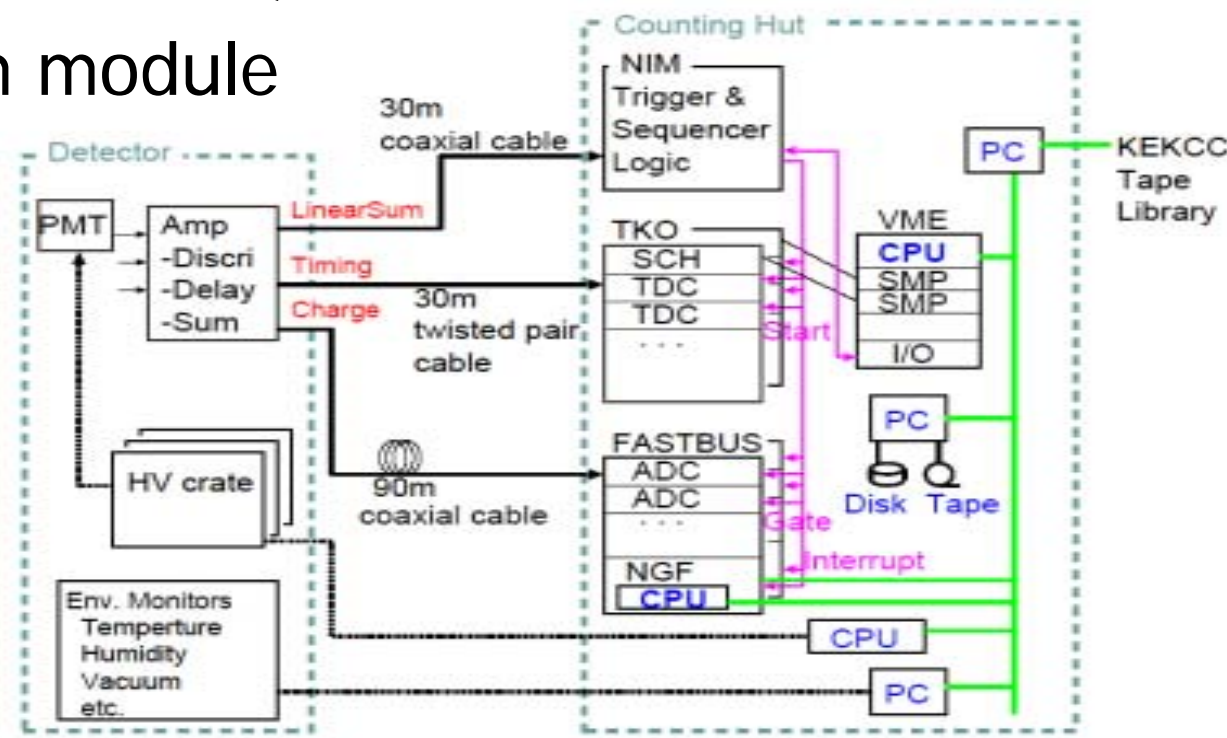 n module
Counting Hut
30m
coaxial cable
NIM
Trigger &
Sequencer
Logic
PC
KEKCC
Tape
Library
Detector
PMT
Amp
-Discri
-Delay
-Sum
LinearSum
Timing
Charge
30m
twisted pair
cable
TKO
SCH
TDC
TDC
. . .
Start
VME
CPU
SMP
SMP
I/O
PC
Disk Tape
HV crate
90m
coaxial cable
FASTBUS
ADC
ADC
. . .
Gate
NGF
CPU
Interrupt
Env. Monitors
Temperture
Humidity
Vacuum
etc.
CPU
PC